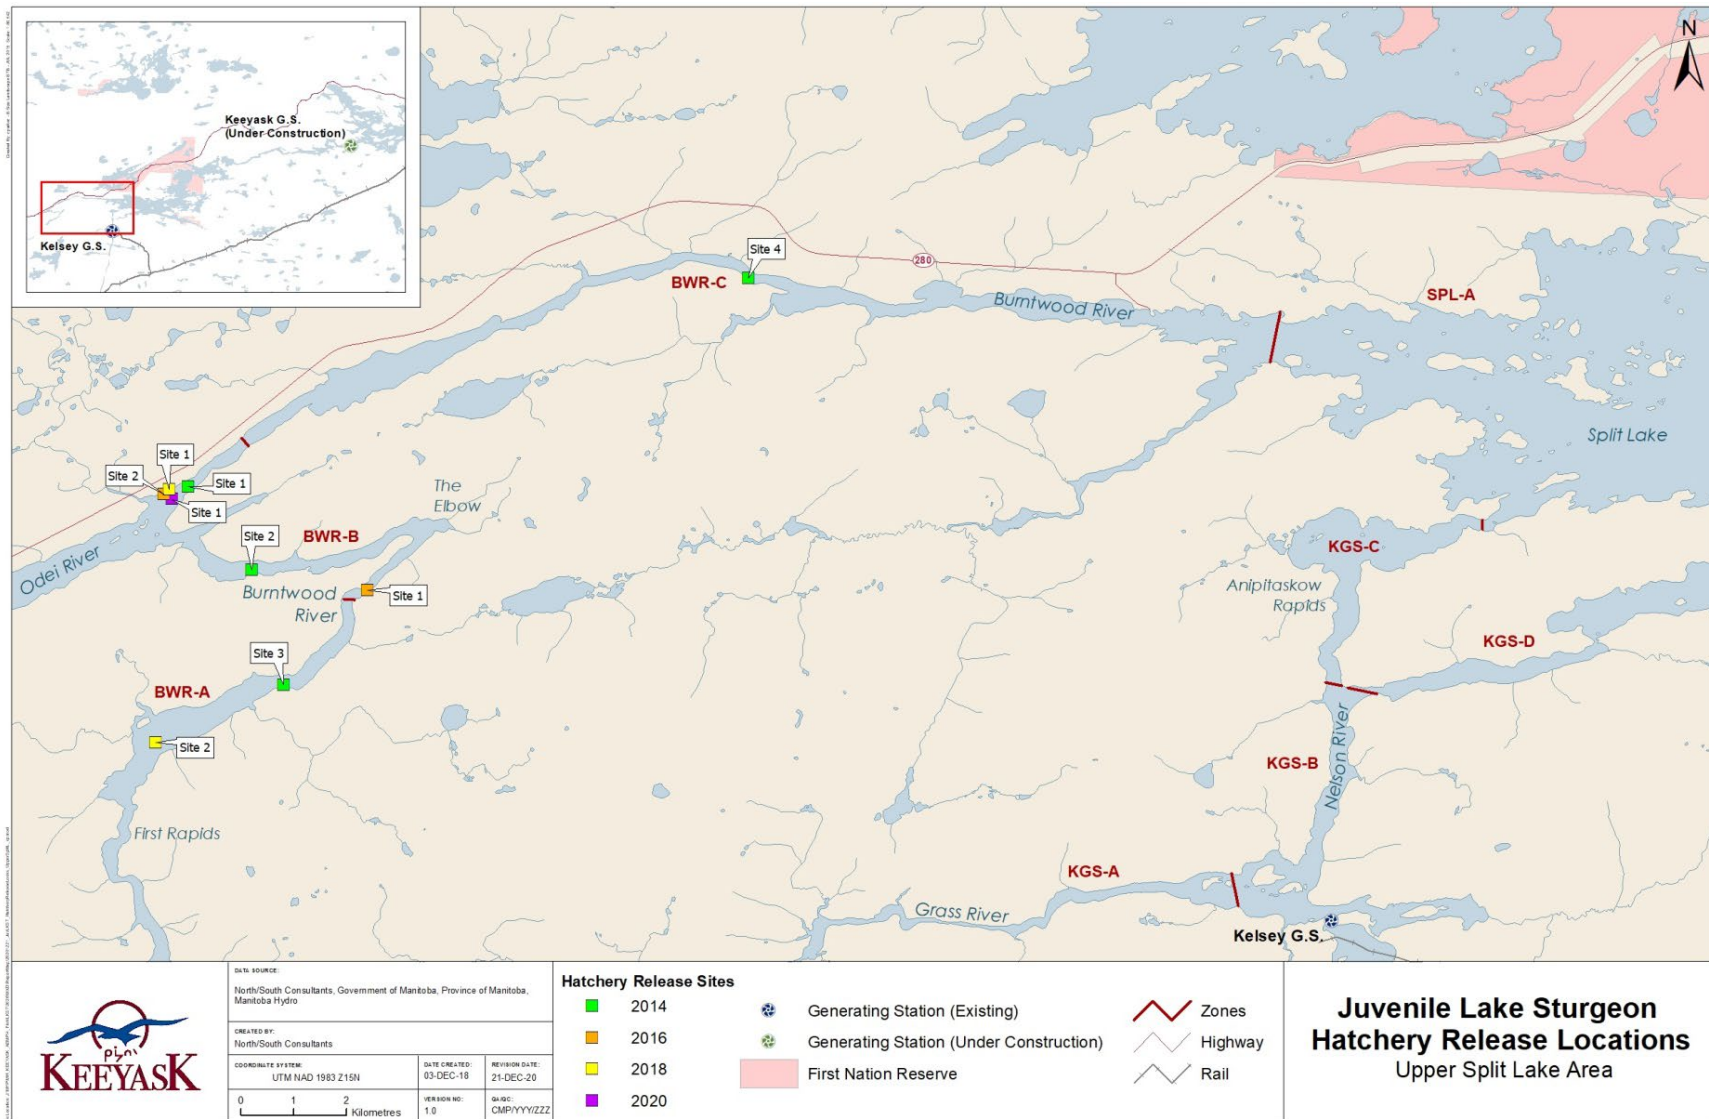 Keeyask G.S.
(Under Construction)
Kelsey G.S.
N
Site 4
280
BWR-C
Burntwood River
SPL-A
Split Lake
Site 1
Site 2
Site 1
Site 1
The
Elbow
Site 2
BWR-B
Odei River
Burntwood
River
Site 1
KGS-C
Anipitaskow
Rapids
Site 3
KGS-D
BWR-A
Site 2
Nelson River
KGS-B
First Rapids
KGS-A
Grass River
Kelsey G.S.
KEEYASK
DATA SOURCE:
North/South Consultants, Government of Manitoba, Province of Manitoba,
Manitoba Hydro
CREATED BY:
North/South Consultants
COORDINATE SYSTEM:
UTM NAD 1983 Z15N
DATE CREATED:
03-DEC-18
REVISION DATE:
21-DEC-20
0 1 2
Kilometres
VERSION NO:
1.0
QA/QC:
CMP/YYY/ZZZ
Hatchery Release Sites
2014
2016
2018
2020
Generating Station (Existing)
Generating Station (Under Construction)
First Nation Reserve
Zones
Highway
Rail
Juvenile Lake Sturgeon
Hatchery Release Locations
Upper Split Lake Area